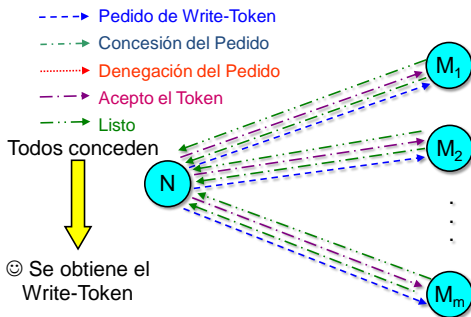 Pedido de Write-Token
Concesión del Pedido
Denegación del Pedido
Acepto el Token
Listo
Todos conceden
N
M1
M2
.
.
.
Mm
☺ Se obtiene el
Write-Token